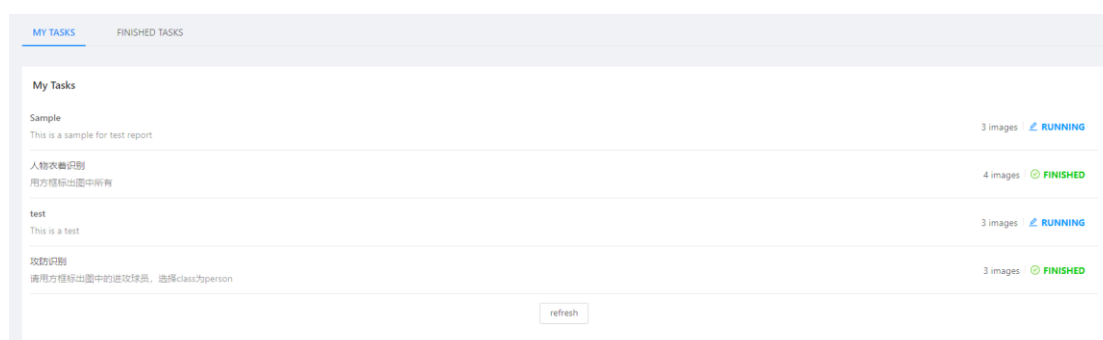 MY TASKS FINISHED TASKS
My Tasks
Sample
This is a sample for test report
3 images RUNNING
人物衣着识别
用方框标出图中所有
4 images FINISHED
test
This is a test
3 images RUNNING
攻防识别
请用方框标出图中的进攻球员，选择class为person
3 images FINISHED
refresh